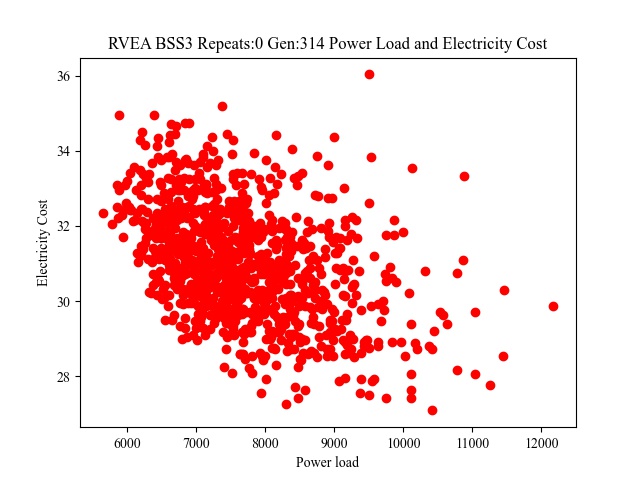 RVEA BSS3 Repeats:0 Gen:314 Power Load and Electricity Cost
36
34
32
30
28
Electricity Cost
6000 7000 8000 9000 10000 11000 12000
Power load